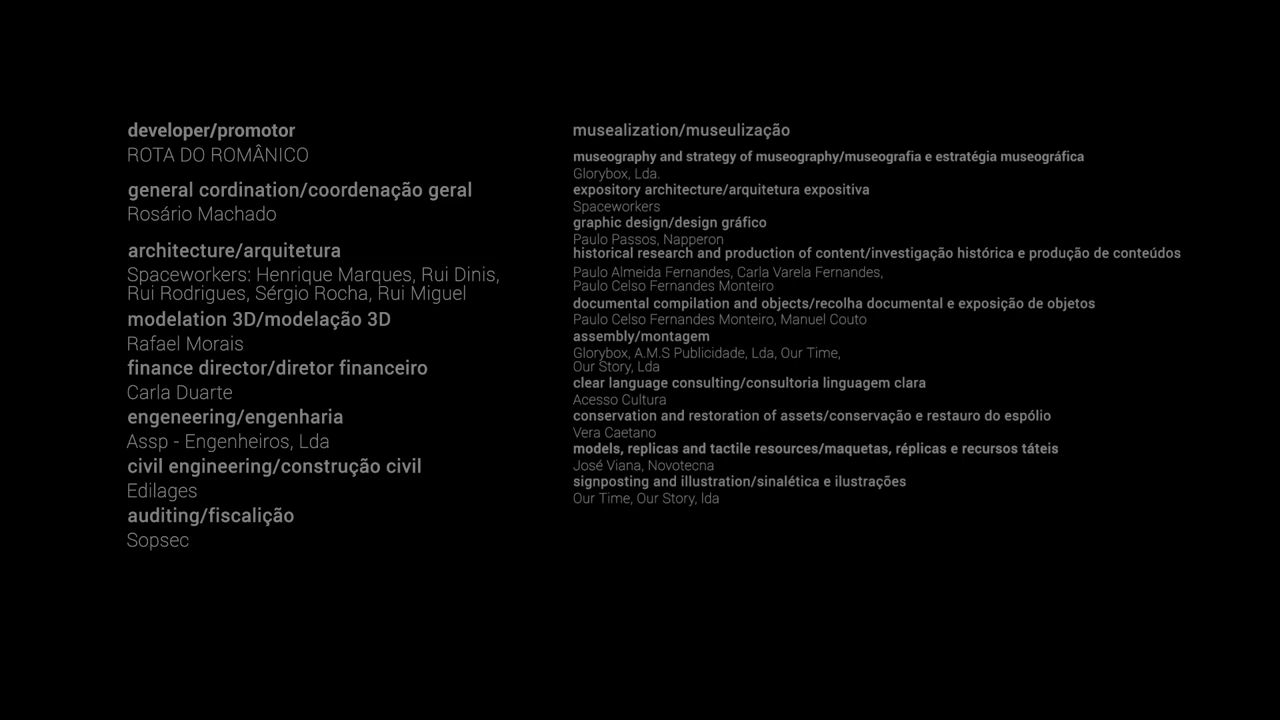 developer/promotor
ROTA DO ROMÂNICO
general cordination/coordenação geral
Rosário Machado
architecture/arquitetura
Spaceworkers: Henrique Marques, Rui Dinis,
Rui Rodrigues, Sérgio Rocha, Rui Miguel
modelation 3D/modelação 3D
Rafael Morais
finance director/diretor financeiro
Carla Duarte
engeneering/engenharia
Assp - Engenheiros, Lda
civil engineering/construção civil
Edilages
auditing/fiscalição
Sopsec
musealization/museulização
museography and strategy of museography/museografia e estratégia museográfica
Glorybox, Lda.
expository architecture/arquitetura expositiva
Spaceworkers
graphic design/design gráfico
Paulo Passos, Napperon
historical research and production of content/investigação histórica e produção de conteúdos
Paulo Almeida Fernandes, Carla Varela Fernandes,
Paulo Celso Fernandes Monteiro
documental compilation and objects/recolha documental e exposição de objetos
Paulo Celso Fernandes Monteiro, Manuel Couto
assembly/montagem
Glorybox, A.M.S Publicidade, Lda, Our Time,
Our Story, Lda
clear language consulting/consultoria linguagem clara
Acesso Cultura
conservation and restoration of assets/conservação e restauro do espólio
Vera Caetano
models, replicas and tactile resources/maquetas, réplicas e recursos táteis
José Viana, Novotecna
signposting and illustration/sinalética e ilustrações
Our Time, Our Story, lda